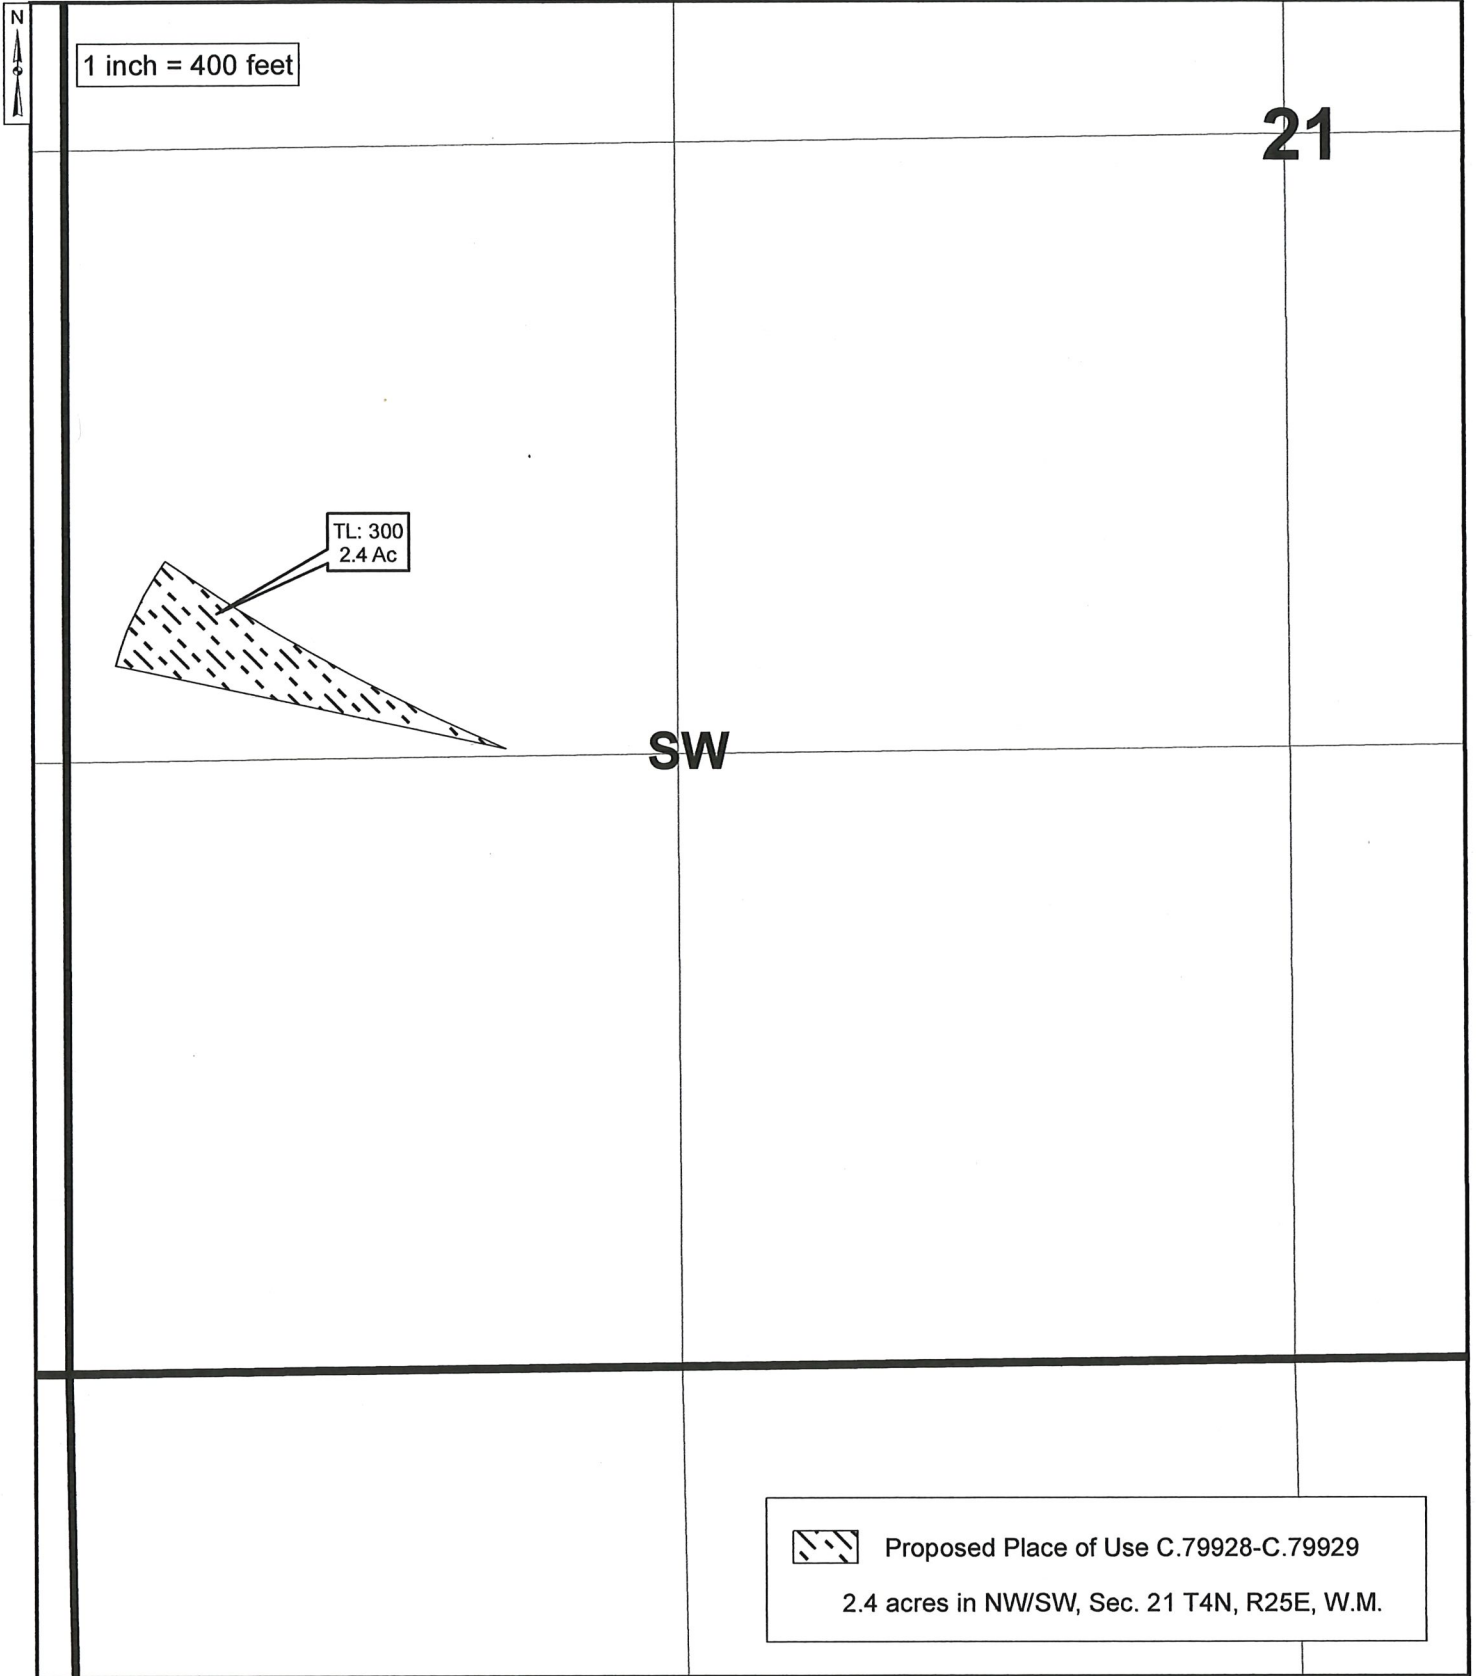 N
1 inch = 400 feet
21
TL: 300
2.4 Ac
SW
Proposed Place of Use C.79928-C.79929
2.4 acres in NW/SW, Sec. 21 T4N, R25E, W.M.